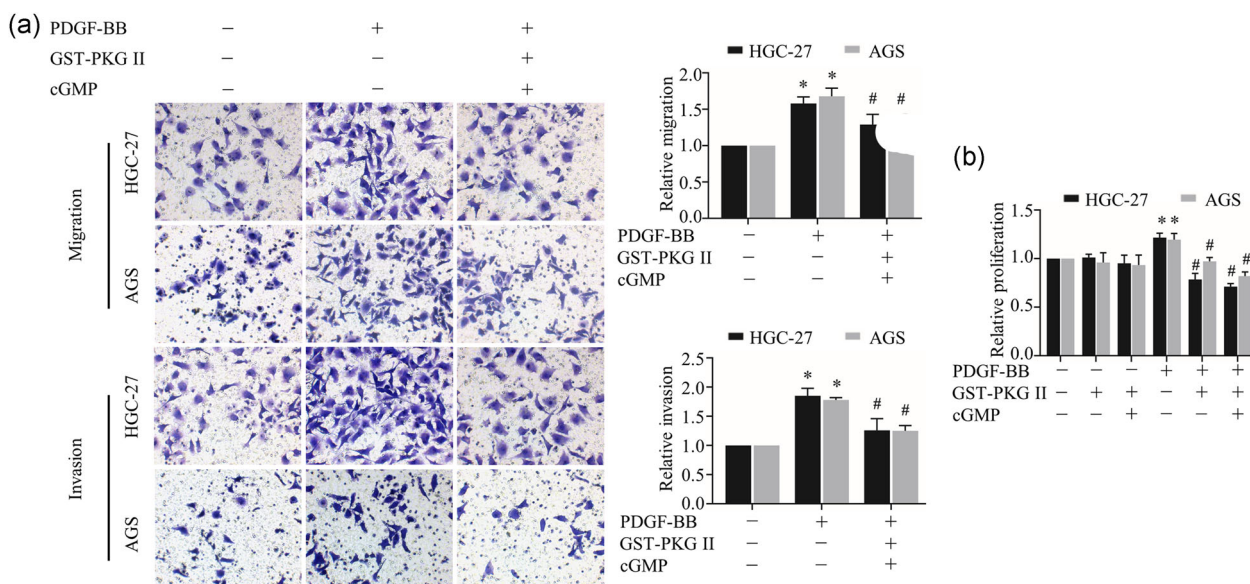 (a)
PDGF-BB − + +
GST-PKG II − − +
cGMP − − +
Migration
HGC-27
AGS
Invasion
HGC-27
AGS
HGC-27 AGS
Relative migration
2.0
1.5
1.0
0.5
0.0
* * # #
PDGF-BB − + +
GST-PKG II − − +
cGMP − − +
HGC-27 AGS
Relative invasion
2.5
2.0
1.5
1.0
0.5
0.0
* * # #
PDGF-BB − + +
GST-PKG II − − +
cGMP − − +
(b)
HGC-27 AGS
Relative proliferation
1.5
1.0
0.5
0.0
* * # # # #
PDGF-BB − − − + + +
GST-PKG II − + + − + +
cGMP − − + − − +